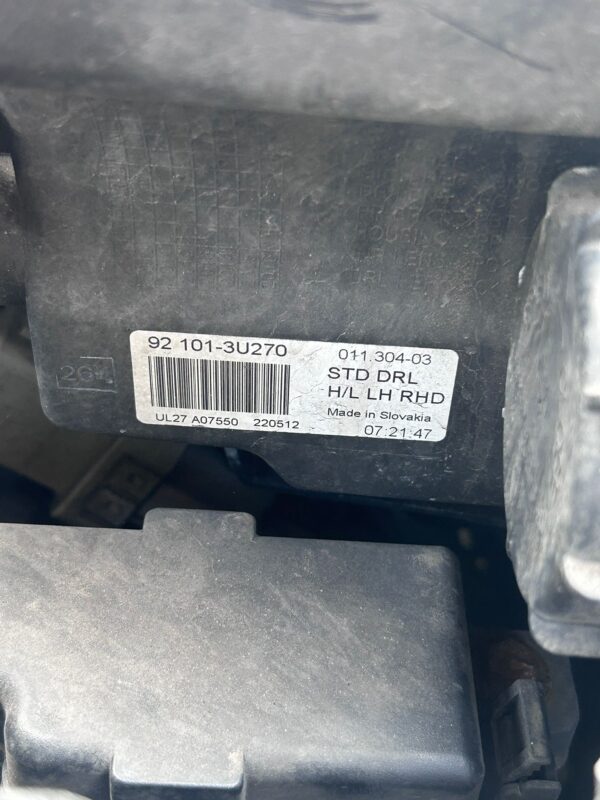 92 101-3U270
011.304-03
STD DRL
H/L LH RHD
Made in Slovakia
UL27 A07550 220512
07:21:47